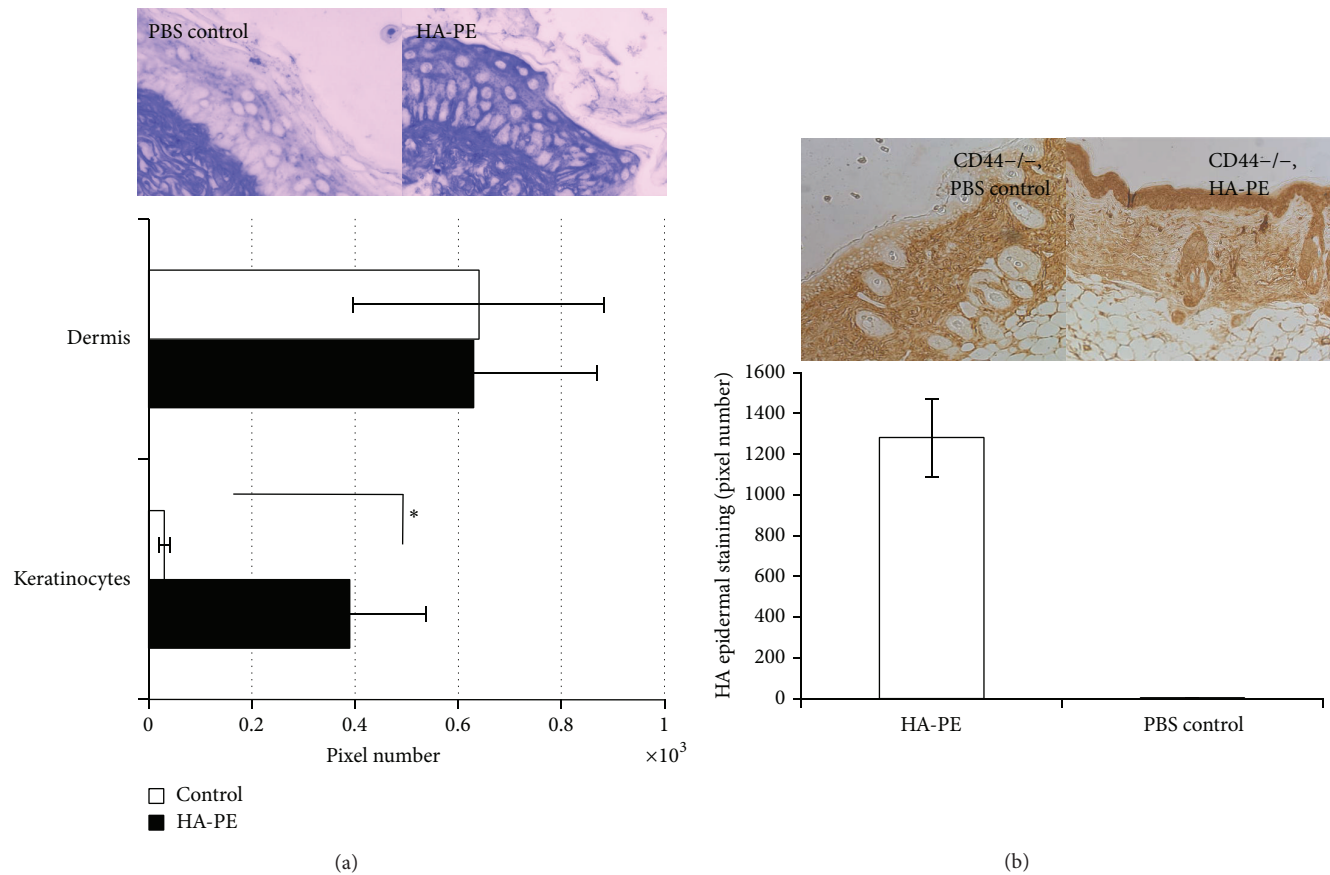 PBS control
HA-PE
Dermis
Keratinocytes
*
0
0.2
0.4
0.6
0.8
1
Pixel number
×10³
Control
HA-PE
(a)
CD44−/−,
PBS control
CD44−/−,
HA-PE
HA epidermal staining (pixel number)
1600
1400
1200
1000
800
600
400
200
0
HA-PE
PBS control
(b)